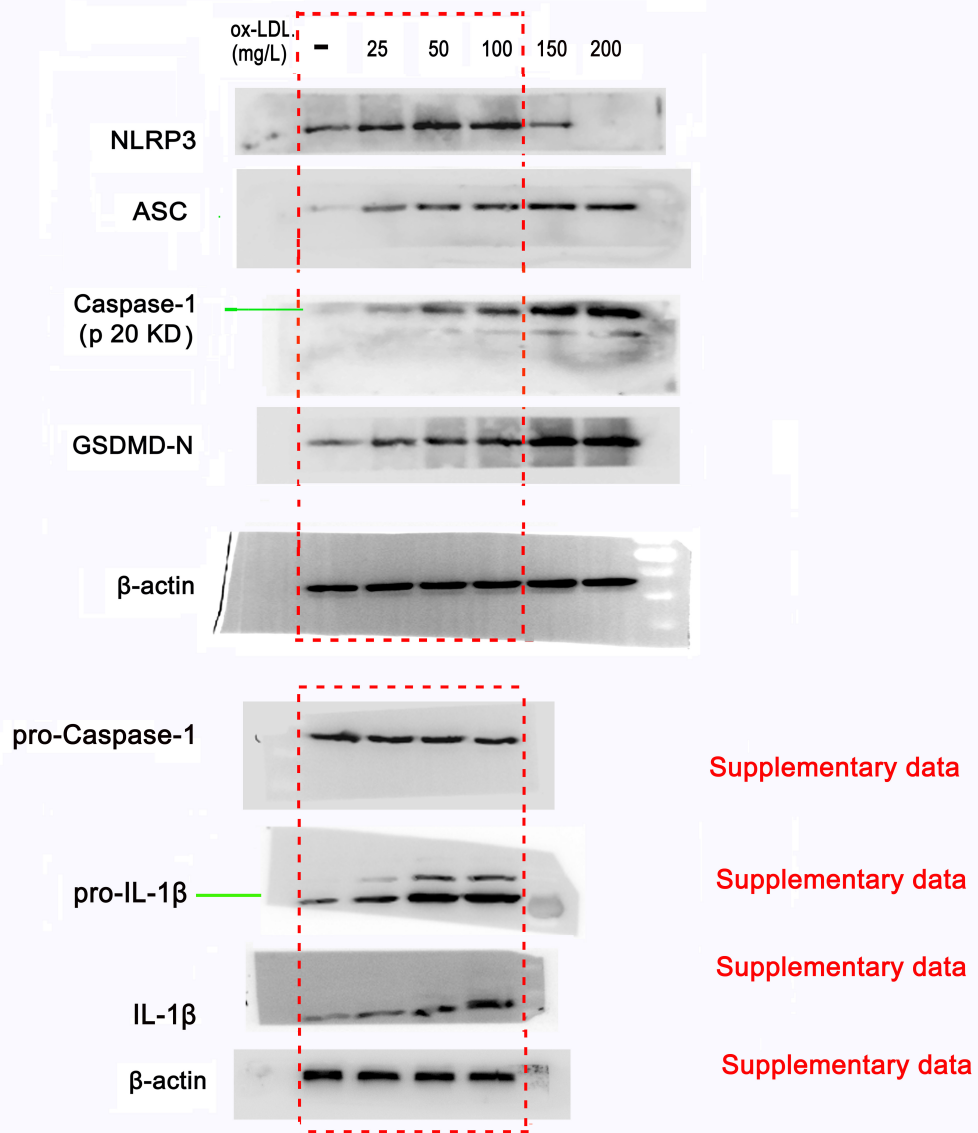 ox-LDL.
(mg/L) - 25 50 100 150 200
NLRP3
ASC
Caspase-1
(p 20 KD)
GSDMD-N
β-actin
pro-Caspase-1
Supplementary data
pro-IL-1β
Supplementary data
Supplementary data
IL-1β
Supplementary data
β-actin